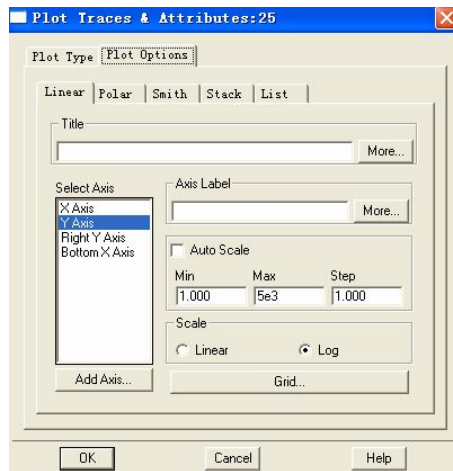 Plot Traces & Attributes:25
Plot Type Plot Options
Linear Polar Smith Stack List
Title
More...
Select Axis
X Axis
Y Axis
Right Y Axis
Bottom X Axis
Add Axis...
Axis Label
More...
Auto Scale
Min Max Step
1.000 5e3 1.000
Scale
Linear Log
Grid...
OK Cancel Help